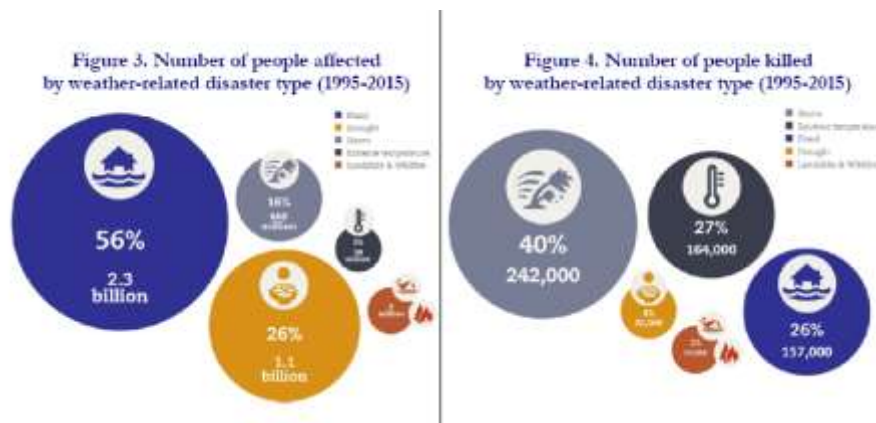 Figure 3. Number of people affected
by weather-related disaster type (1995-2015)
Flood
Drought
Storm
Extreme temperature
Landslide & Wildfire
56%
2.3
billion
16%
660
million
26%
1.1
billion
Figure 4. Number of people killed
by weather-related disaster type (1995-2015)
Storm
Extreme temperature
Flood
Drought
Landslide & Wildfire
40%
242,000
27%
164,000
26%
157,000